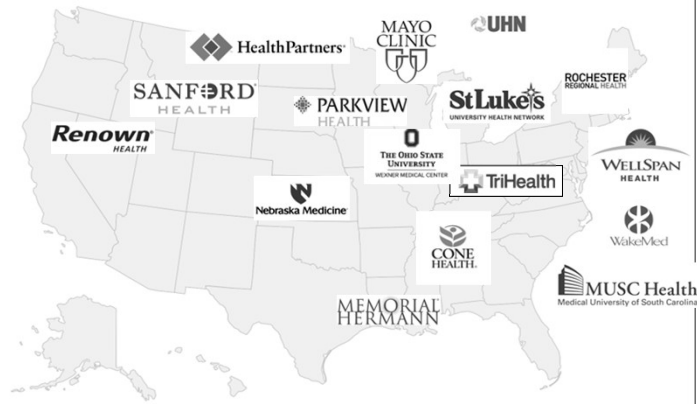 MAYO
CLINIC
UHN
HealthPartners
SANFORD
HEALTH
PARKVIEW
HEALTH
StLuke's
UNIVERSITY HEALTH NETWORK
ROCHESTER
REGIONAL HEALTH
Renown
HEALTH
THE OHIO STATE
UNIVERSITY
WEXNER MEDICAL CENTER
TriHealth
WELLSPAN
HEALTH
Nebraska Medicine
WakeMed
CONE
HEALTH
MUSC Health
Medical University of South Carolina
MEMORIAL
HERMANN